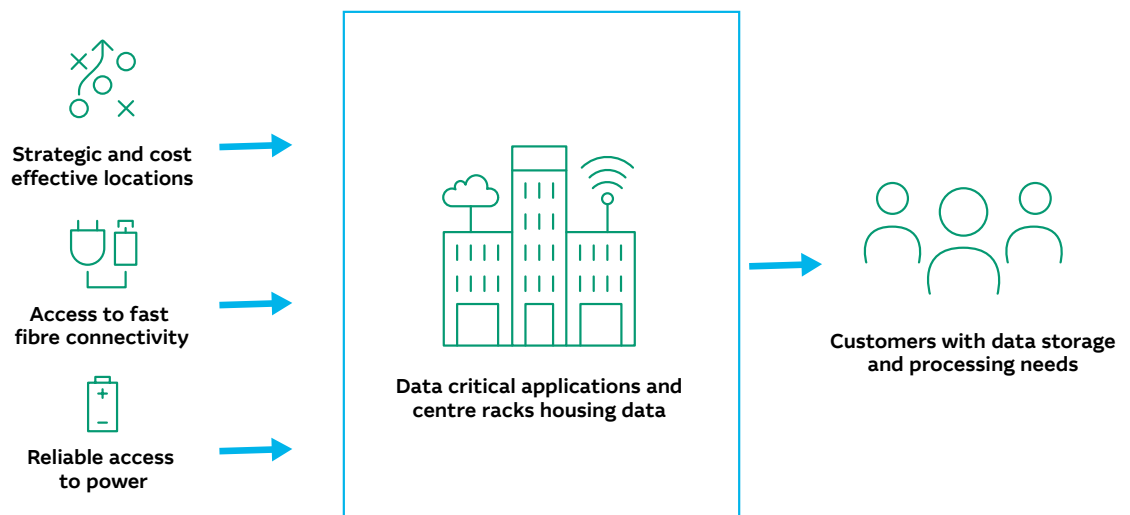 Strategic and cost
effective locations
Access to fast
fibre connectivity
Reliable access
to power
Data critical applications and
centre racks housing data
Customers with data storage
and processing needs